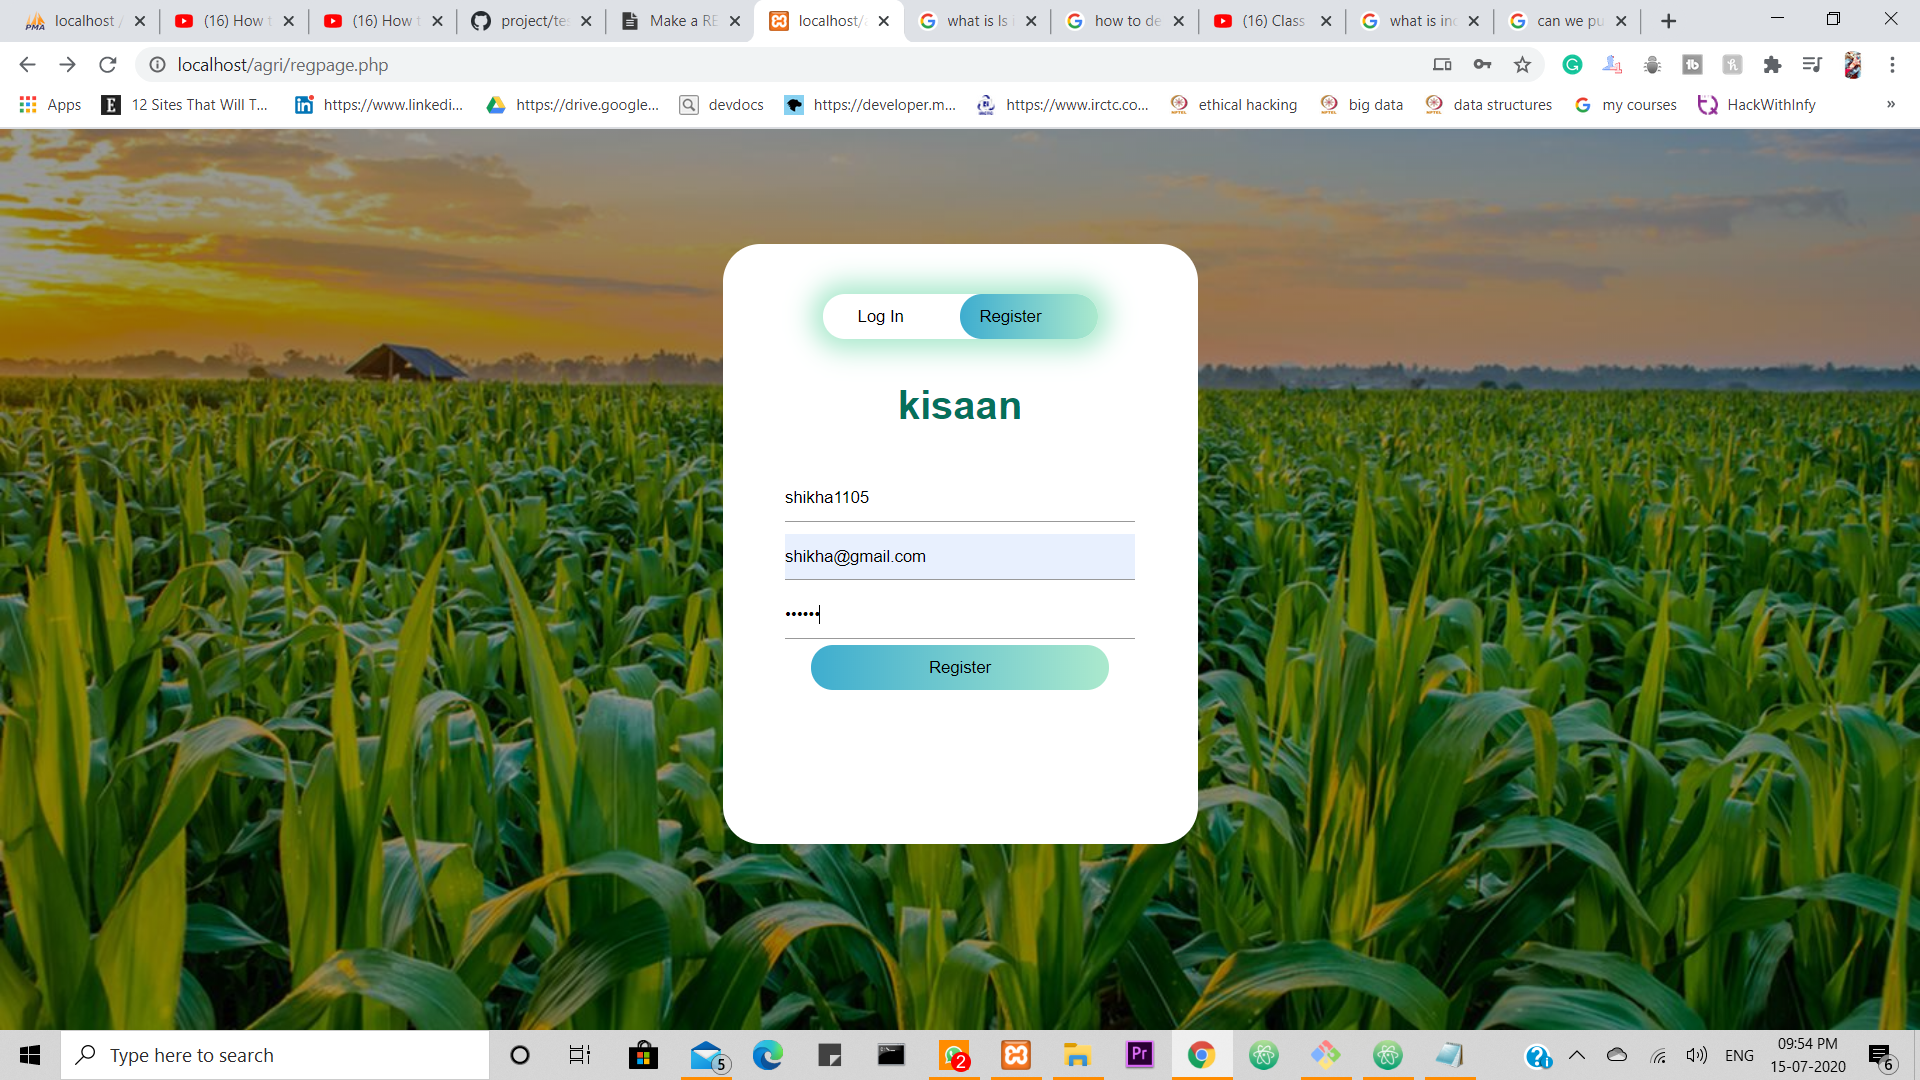 PMA localhost / (16) How t (16) How t project/tes Make a RE localhost/a what is ls i how to de (16) Class what is inc can we pu
localhost/agri/regpage.php
Apps 12 Sites That Will T... https://www.linkedi... https://drive.google... devdocs https://developer.m... https://www.irctc.co... ethical hacking big data data structures my courses HackWithInfy »
Log In Register
kisaan
shikha1105
shikha@gmail.com
••••••
Register
Type here to search
5
2
Pr
ENG
09:54 PM
15-07-2020
6